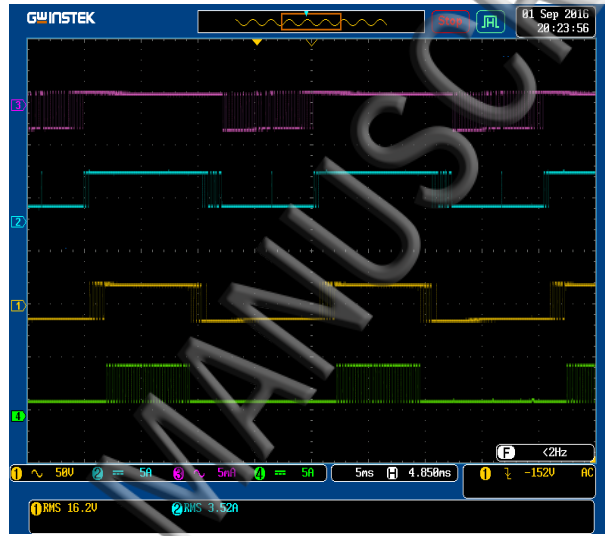 GWINSTEK
Stop
01 Sep 2016
20:23:56
3
2
1
4
F <2Hz
1 50V 2 5A 3 5mA 4 5A 5ms H 4.850ms 1 -152V AC
1 RMS 16.2V 2 RMS 3.52A
MANUSC